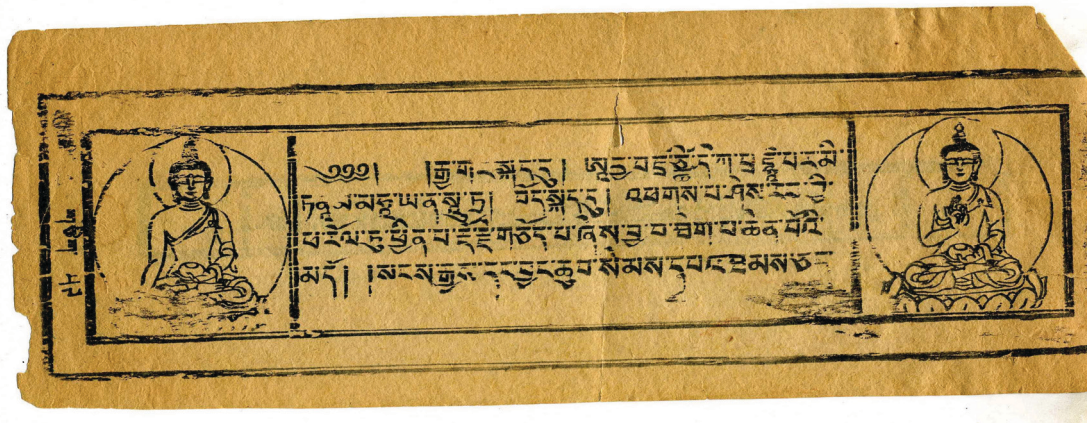 ༄༅༅། །རྒྱ་གར་སྐད་དུ། ཨཱརྱ་བཛྲ་ཙྪེ་དི་ཀ་པྲཛྙཱ་པ་ར་མི་
ཏཱ་ནཱ་མ་མ་ཧཱ་ཡ་ན་སཱུ་ཏྲ། བོད་སྐད་དུ། འཕགས་པ་ཤེས་རབ་ཀྱི་
ཕ་རོལ་ཏུ་ཕྱིན་པ་རྡོ་རྗེ་གཅོད་པ་ཞེས་བྱ་བ་ཐེག་པ་ཆེན་པོའི་
མདོ། །སངས་རྒྱས་དང་བྱང་ཆུབ་སེམས་དཔའ་ཐམས་ཅད་